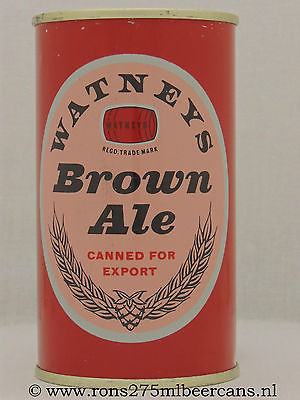 WATNEYS
WATNEYS
REGD. TRADE MARK
Brown
Ale
CANNED FOR
EXPORT
© www.rons275mlbeercans.nl